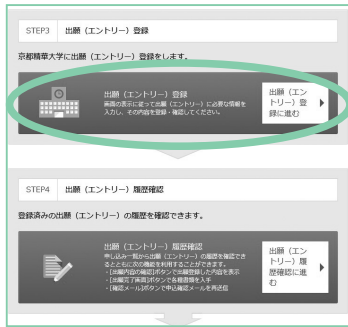 STEP3 出願（エントリー）登録
京都精華大学に出願（エントリー）登録をします。
出願（エントリー）登録
画面の表示に従って出願（エントリー）に必要な情報を
入力し、その内容を登録・確認してください。
出願（エン
トリー）登
録に進む
STEP4 出願（エントリー）履歴確認
登録済みの出願（エントリー）の履歴を確認できます。
出願（エントリー）履歴確認
申し込み一覧から出願（エントリー）の履歴を確認でき
るとともに次の機能を利用することができます。
・[出願内容の確認]ボタンで出願登録した内容を表示
・[出願完了画面]ボタンで各種書類を入手
・[確認メール]ボタンで申込確認メールを再送信
出願（エン
トリー）履
歴確認に進
む